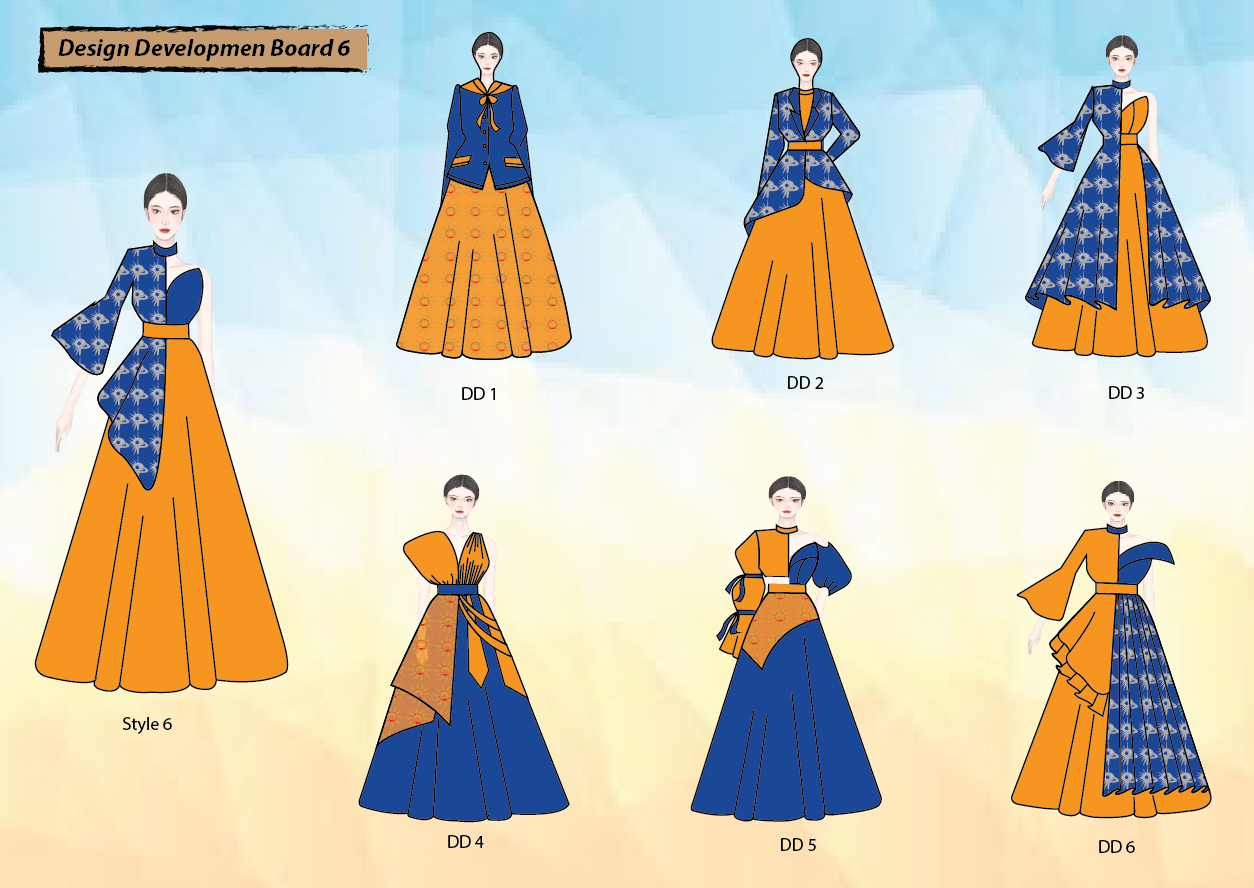 Design Developmen Board 6
DD 1
DD 2
DD 3
Style 6
DD 4
DD 5
DD 6